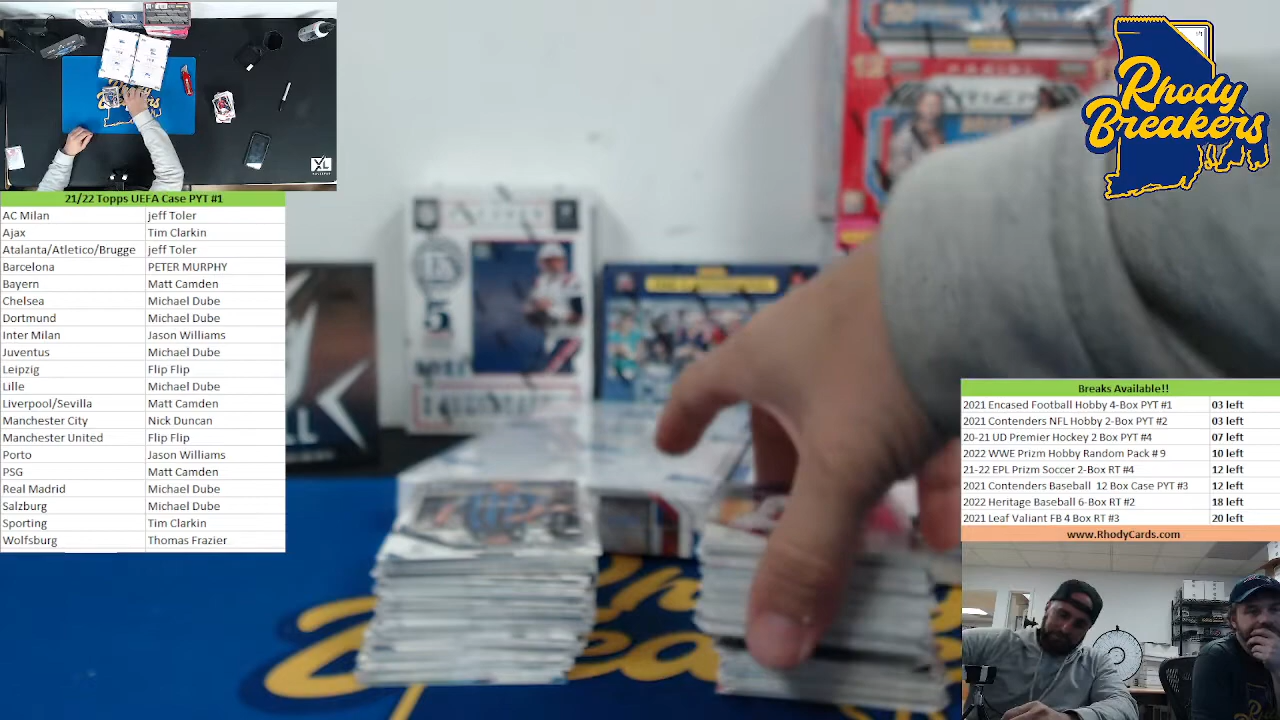 Rhody
Breakers
21/22 Topps UEFA Case PYT #1
AC Milan jeff Toler
Ajax Tim Clarkin
Atalanta/Atletico/Brugge jeff Toler
Barcelona PETER MURPHY
Bayern Matt Camden
Chelsea Michael Dube
Dortmund Michael Dube
Inter Milan Jason Williams
Juventus Michael Dube
Leipzig Flip Flip
Lille Michael Dube
Liverpool/Sevilla Matt Camden
Manchester City Nick Duncan
Manchester United Flip Flip
Porto Jason Williams
PSG Matt Camden
Real Madrid Michael Dube
Salzburg Michael Dube
Sporting Tim Clarkin
Wolfsburg Thomas Frazier
5
Breaks Available!!
2021 Encased Football Hobby 4-Box PYT #1 03 left
2021 Contenders NFL Hobby 2-Box PYT #2 03 left
20-21 UD Premier Hockey 2 Box PYT #4 07 left
2022 WWE Prizm Hobby Random Pack # 9 10 left
21-22 EPL Prizm Soccer 2-Box RT #4 12 left
2021 Contenders Baseball 12 Box Case PYT #3 12 left
2022 Heritage Baseball 6-Box RT #2 18 left
2021 Leaf Valiant FB 4 Box RT #3 20 left
www.RhodyCards.com